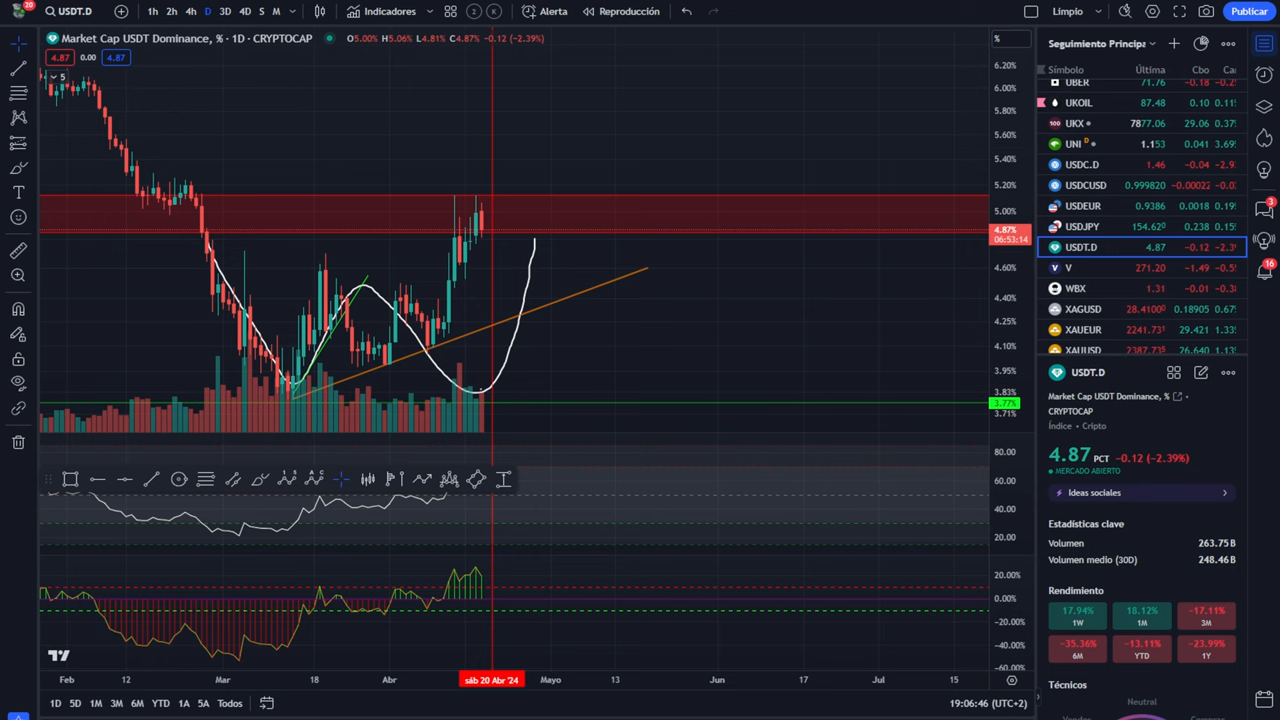 20
USDT.D
1h 2h 4h D 3D 4D S M
Indicadores
2
K
Alerta
Reproducción
Limpio
Publicar
Market Cap USDT Dominance, % · 1D · CRYPTOCAP
O5.00% H5.06% L4.81% C4.87% -0.12 (-2.39%)
4.87 0.00 4.87
5
%
6.20%
6.00%
5.80%
5.60%
5.40%
5.20%
5.00%
4.87%
06:53:14
4.60%
4.40%
4.25%
4.10%
3.95%
3.83%
3.77%
3.71%
80.00
60.00
40.00
20.00
20.00%
0.00%
-20.00%
-40.00%
-60.00%
Feb 12 Mar 18 Abr sáb 20 Abr '24 Mayo 13 Jun 17 Jul 15
1D 5D 1M 3M 6M YTD 1A 5A Todos
19:06:46 (UTC+2)
Seguimiento Principa
Símbolo Última Cbo
UBER 71.76 -0.18
UKOIL 87.48 0.10
UKX 7877.06 29.06
UNI D 1.153 0.041
USDC.D 1.46 -0.04
USDCUSD 0.999820 -0.00022
USDEUR 0.9386 0.0018
USDJPY 154.620 0.238
USDT.D 4.87 -0.12
V 271.20 -1.49
WBX 1.31 -0.01
XAGUSD 28.4100 0.18905
XAUEUR 2241.73 29.421
XAUUSD 2387.73 26.640
USDT.D
Market Cap USDT Dominance, %
CRYPTOCAP
Índice • Cripto
4.87 PCT -0.12 (-2.39%)
MERCADO ABIERTO
Ideas sociales
Estadísticas clave
Volumen 263.75B
Volumen medio (30D) 248.46B
Rendimiento
17.94% 18.12% -17.11%
1W 1M 3M
-35.36% -13.11% -23.99%
6M YTD 1Y
Técnicos
Neutral
3
16